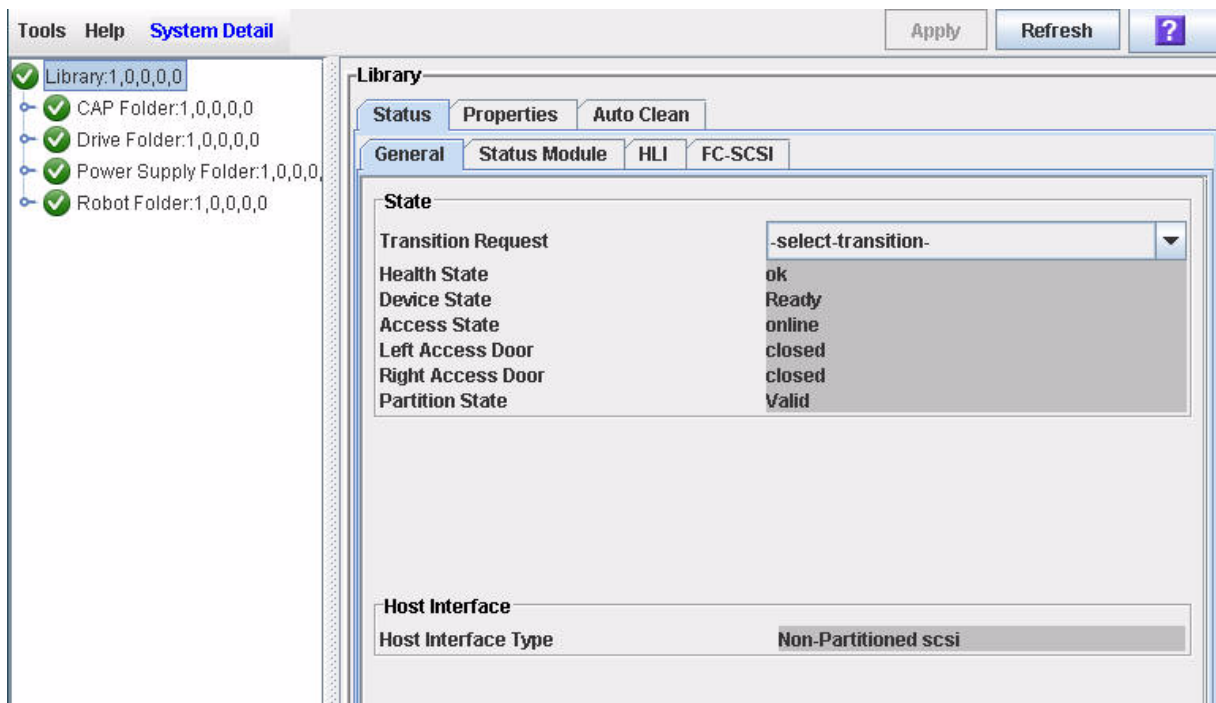 Tools Help System Detail Apply Refresh ?
Library:1,0,0,0,0
CAP Folder:1,0,0,0,0
Drive Folder:1,0,0,0,0
Power Supply Folder:1,0,0,0,
Robot Folder:1,0,0,0,0
Library
Status Properties Auto Clean
General Status Module HLI FC-SCSI
State
Transition Request -select-transition-
Health State ok
Device State Ready
Access State online
Left Access Door closed
Right Access Door closed
Partition State Valid
Host Interface
Host Interface Type Non-Partitioned scsi